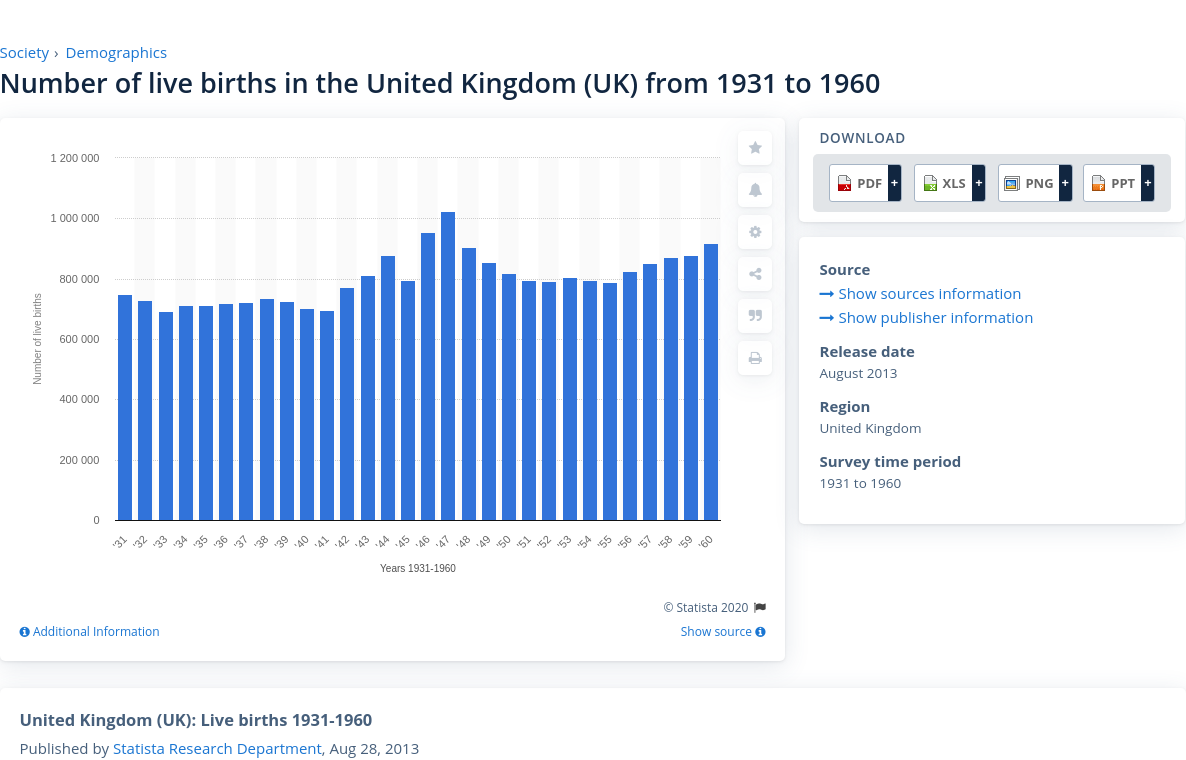 Society › Demographics
Number of live births in the United Kingdom (UK) from 1931 to 1960
1 200 000
1 000 000
800 000
600 000
400 000
200 000
0
Number of live births
'31 '32 '33 '34 '35 '36 '37 '38 '39 '40 '41 '42 '43 '44 '45 '46 '47 '48 '49 '50 '51 '52 '53 '54 '55 '56 '57 '58 '59 '60
Years 1931-1960
© Statista 2020
Additional Information
Show source
DOWNLOAD
PDF + XLS + PNG + PPT +
Source
Show sources information
Show publisher information
Release date
August 2013
Region
United Kingdom
Survey time period
1931 to 1960
United Kingdom (UK): Live births 1931-1960
Published by Statista Research Department, Aug 28, 2013